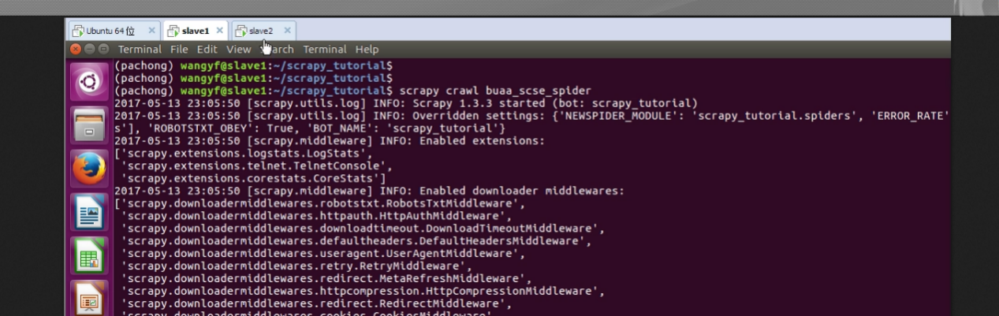 Ubuntu 64 位 slave1 slave2
Terminal File Edit View Terminal Help
(pachong) wangyf@slave1:~/scrapy_tutorial$
(pachong) wangyf@slave1:~/scrapy_tutorial$
(pachong) wangyf@slave1:~/scrapy_tutorial$ scrapy crawl buaa_scse_spider
2017-05-13 23:05:50 [scrapy.utils.log] INFO: Scrapy 1.3.3 started (bot: scrapy_tutorial)
2017-05-13 23:05:50 [scrapy.utils.log] INFO: Overridden settings: {'NEWSPIDER_MODULE': 'scrapy_tutorial.spiders', 'ERROR_RATE'
s'], 'ROBOTSTXT_OBEY': True, 'BOT_NAME': 'scrapy_tutorial'}
2017-05-13 23:05:50 [scrapy.middleware] INFO: Enabled extensions:
['scrapy.extensions.logstats.LogStats',
'scrapy.extensions.telnet.TelnetConsole',
'scrapy.extensions.corestats.CoreStats']
2017-05-13 23:05:50 [scrapy.middleware] INFO: Enabled downloader middlewares:
['scrapy.downloadermiddlewares.robotstxt.RobotsTxtMiddleware',
'scrapy.downloadermiddlewares.httpauth.HttpAuthMiddleware',
'scrapy.downloadermiddlewares.downloadtimeout.DownloadTimeoutMiddleware',
'scrapy.downloadermiddlewares.defaultheaders.DefaultHeadersMiddleware',
'scrapy.downloadermiddlewares.useragent.UserAgentMiddleware',
'scrapy.downloadermiddlewares.retry.RetryMiddleware',
'scrapy.downloadermiddlewares.redirect.MetaRefreshMiddleware',
'scrapy.downloadermiddlewares.httpcompression.HttpCompressionMiddleware',
'scrapy.downloadermiddlewares.redirect.RedirectMiddleware',
'scrapy.downloadermiddlewares.cookies.CookiesMiddleware'